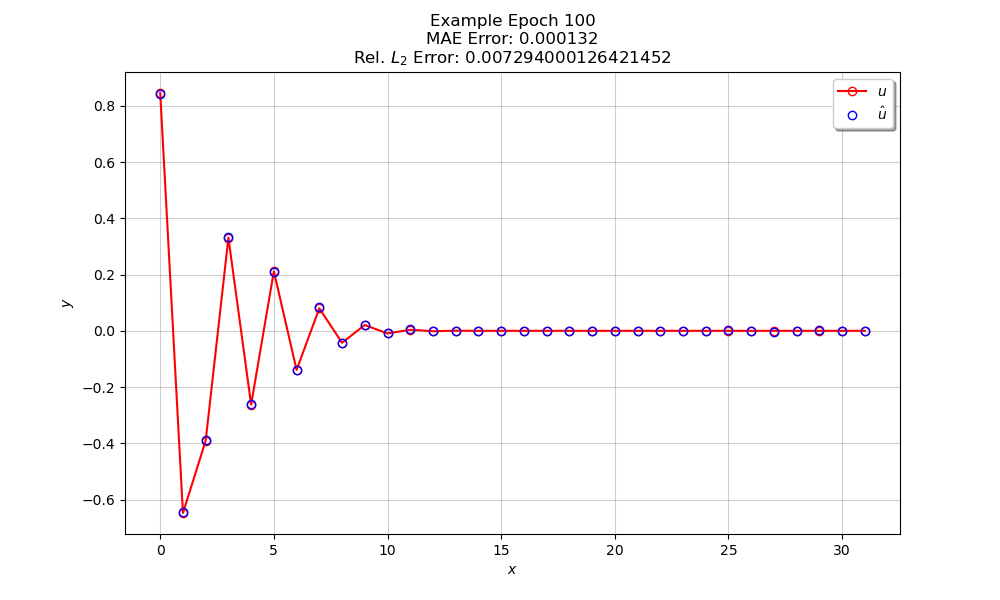 Example Epoch 100
MAE Error: 0.000132
Rel. L₂ Error: 0.007294000126421452
u
û
0.8
0.6
0.4
0.2
0.0
−0.2
−0.4
−0.6
y
0 5 10 15 20 25 30
x